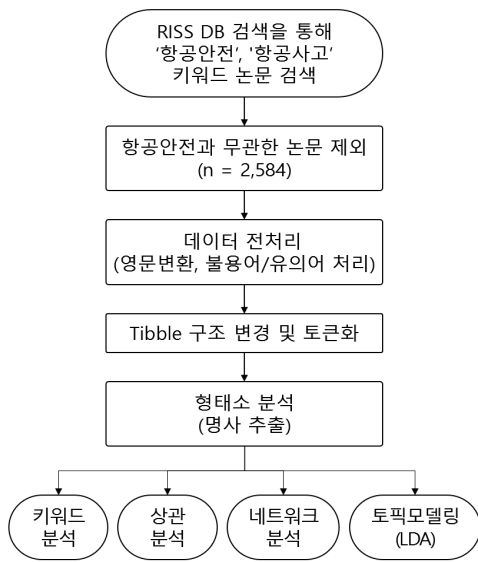 RISS DB 검색을 통해
‘항공안전’, '항공사고’
키워드 논문 검색
항공안전과 무관한 논문 제외
(n = 2,584)
데이터 전처리
(영문변환, 불용어/유의어 처리)
Tibble 구조 변경 및 토큰화
형태소 분석
(명사 추출)
키워드
분석
상관
분석
네트워크
분석
토픽모델링
(LDA)